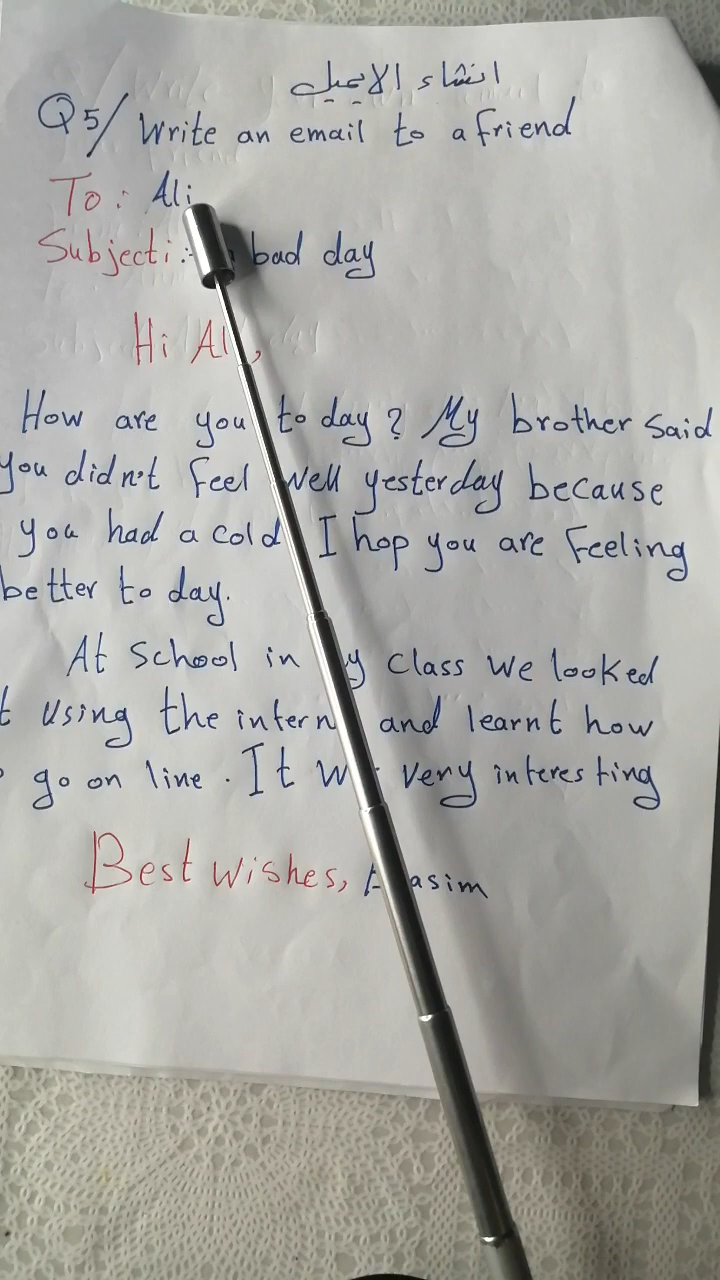 انشاء الايميل
Q5/ Write an email to a friend
To: Ali
Subject: bad day
Hi
How are you to day? My brother said
you didn't feel well yesterday because
you had a cold I hop you are feeling
better to day.
At School in class we looked
using the and learnt how
go on line. It very interesting
Best wishes,